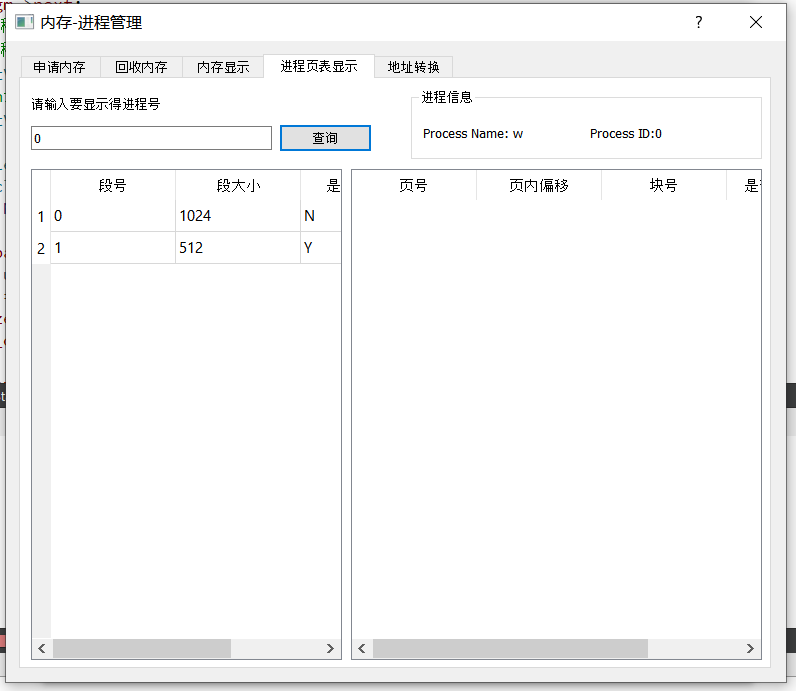 内存-进程管理
申请内存 回收内存 内存显示 进程页表显示 地址转换
请输入要显示得进程号
0 查询
进程信息
Process Name: w Process ID:0
段号 段大小 是
1 0 1024 N
2 1 512 Y
页号 页内偏移 块号 是